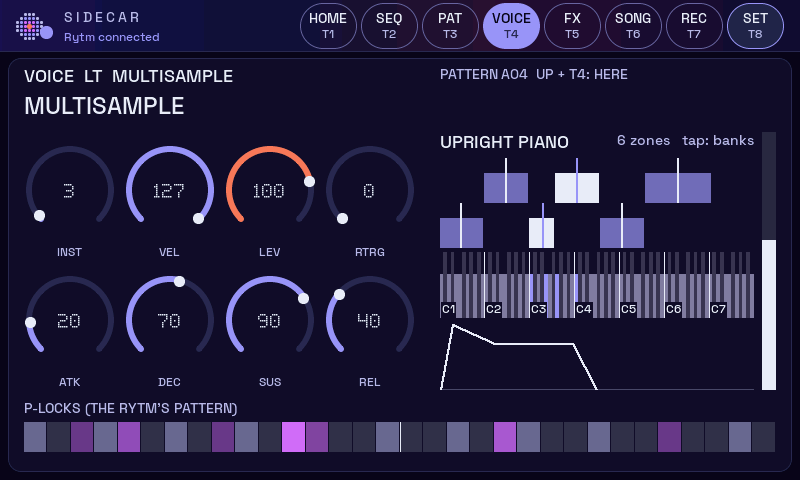 SIDECAR
Rytm connected
HOME T1
SEQ T2
PAT T3
VOICE T4
FX T5
SONG T6
REC T7
SET T8
VOICE LT MULTISAMPLE
MULTISAMPLE
PATTERN A04 UP + T4: HERE
UPRIGHT PIANO
6 zones tap: banks
3 127 100 0
INST VEL LEV RTRG
20 70 90 40
ATK DEC SUS REL
C1 C2 C3 C4 C5 C6 C7
P-LOCKS (THE RYTM'S PATTERN)